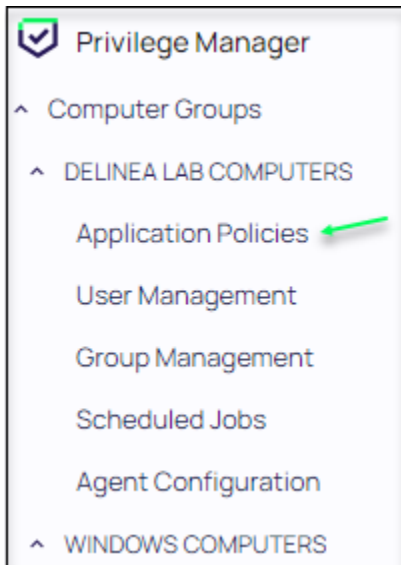 Privilege Manager
Computer Groups
DELINEA LAB COMPUTERS
Application Policies
User Management
Group Management
Scheduled Jobs
Agent Configuration
WINDOWS COMPUTERS